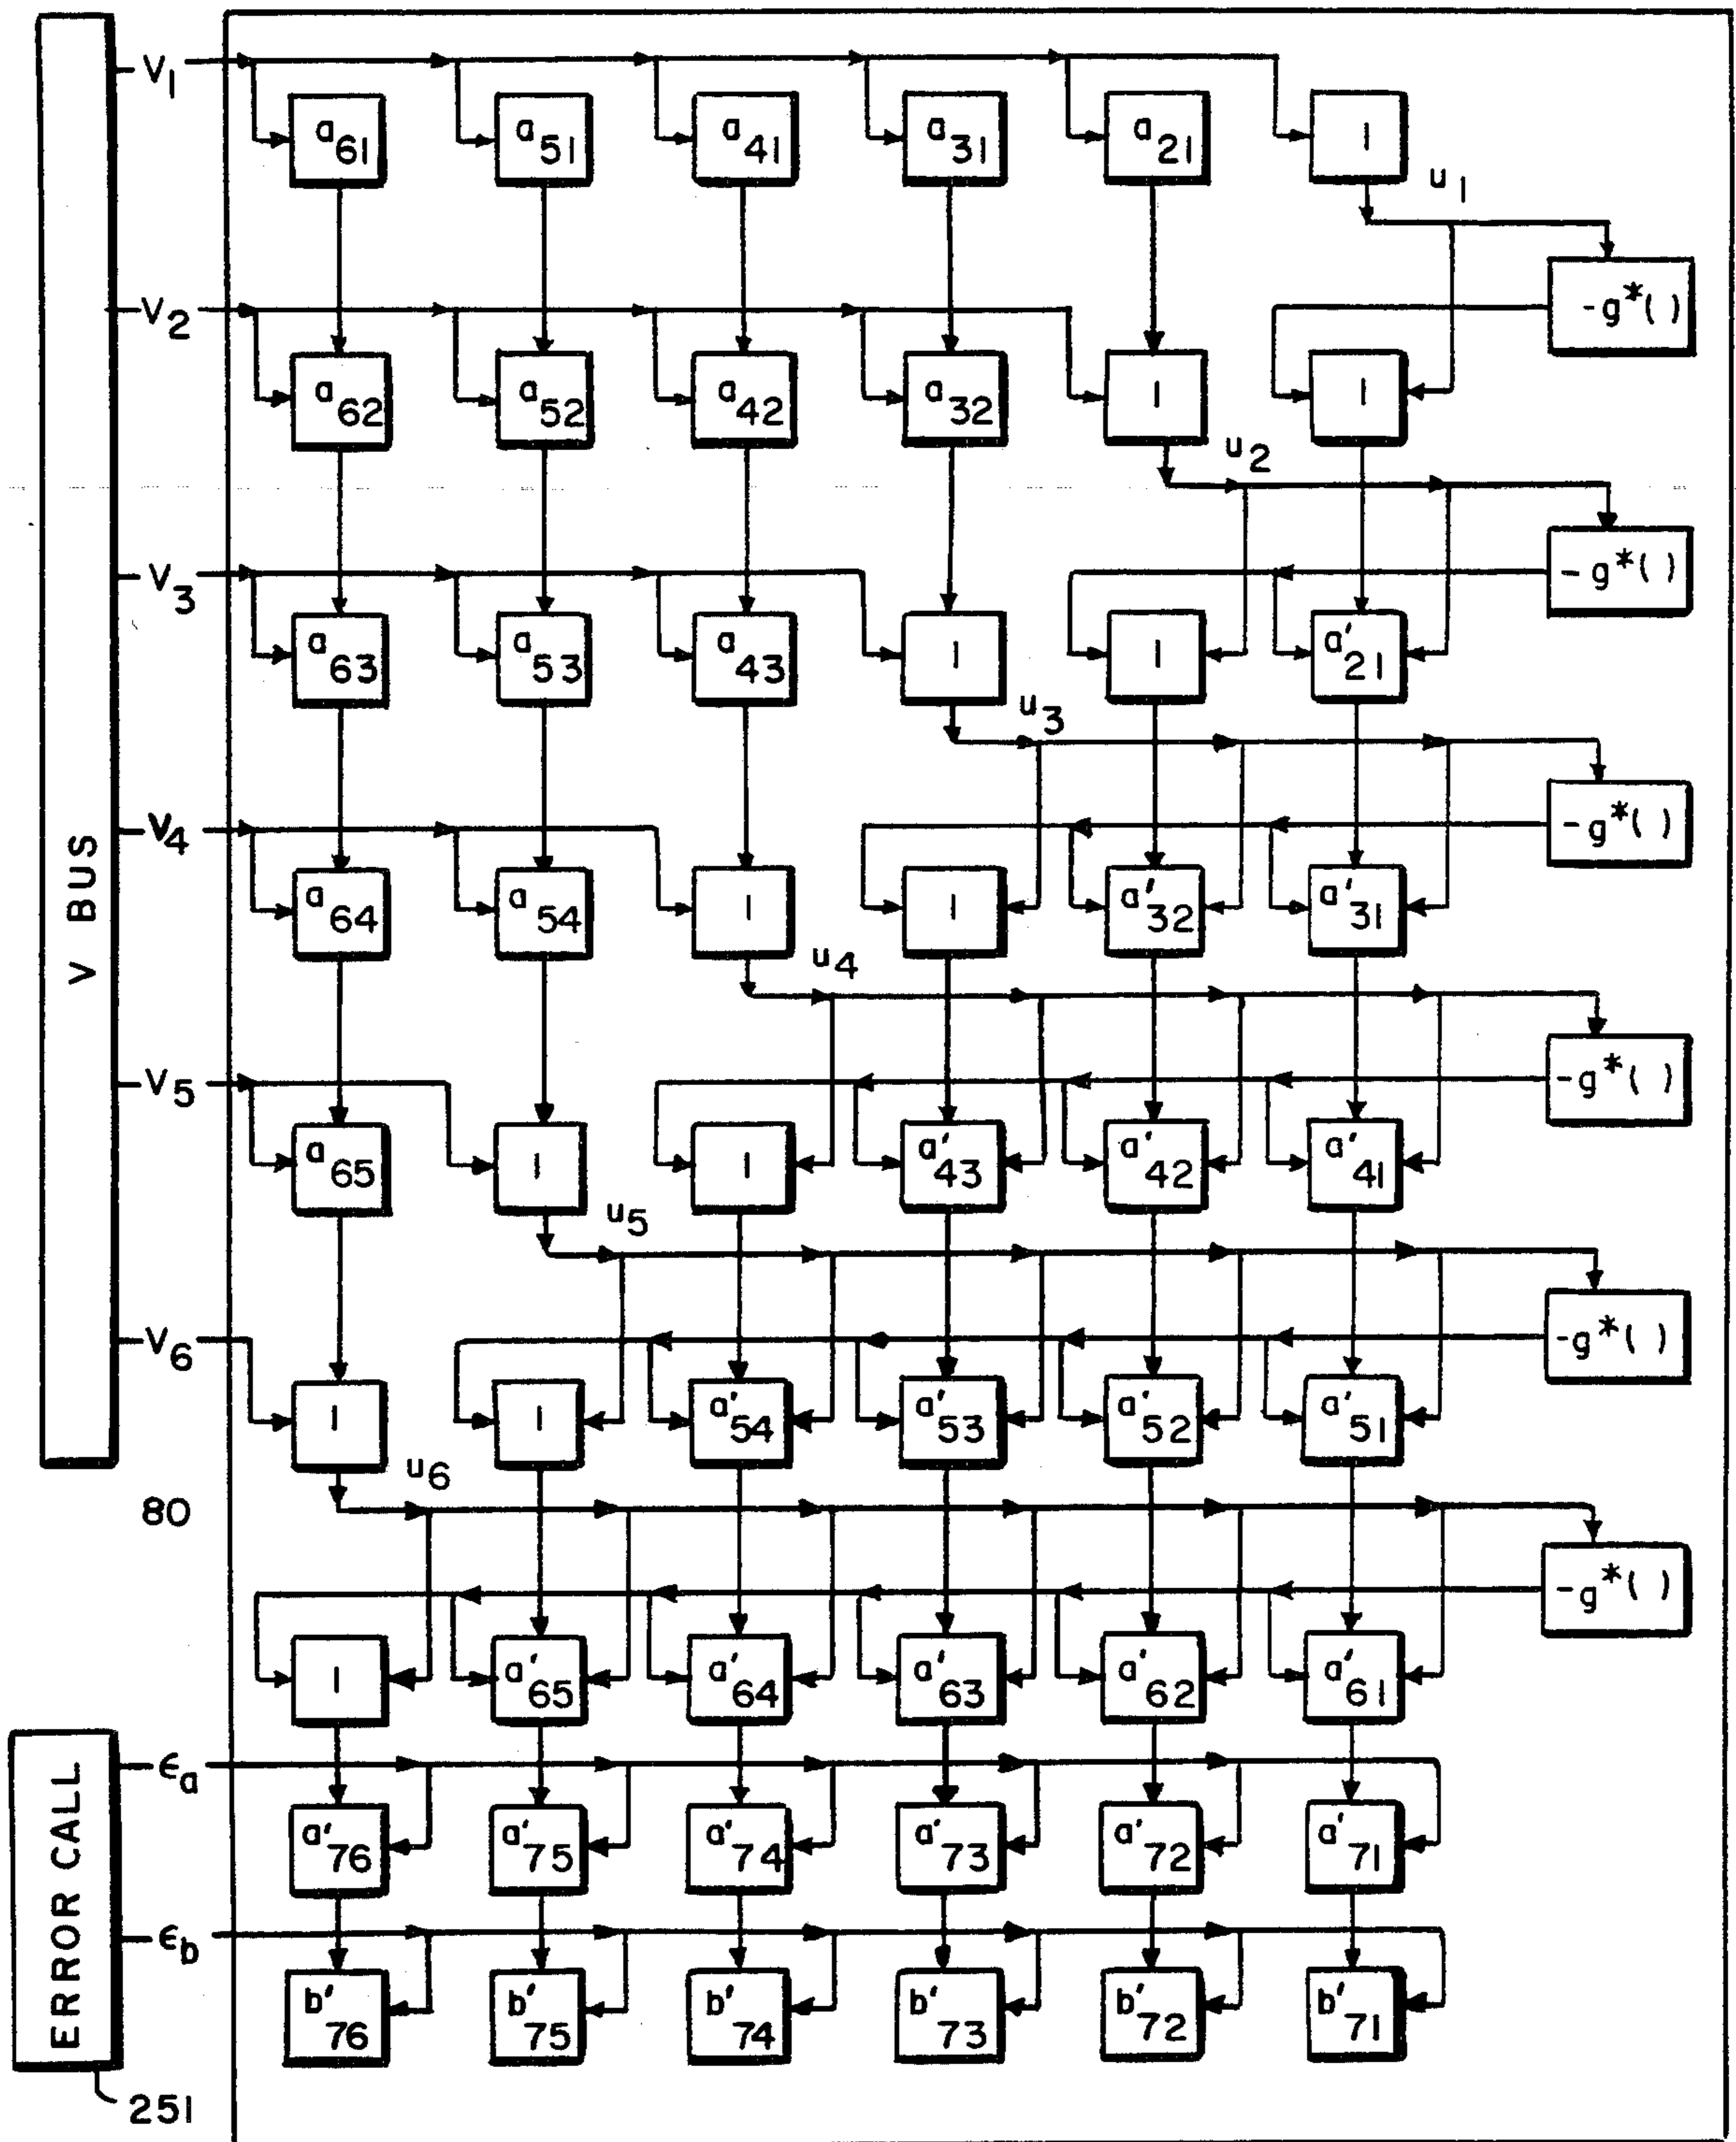 V BUS
V1
a61 a51 a41 a31 a21 1
u1
-g*( )
V2
a62 a52 a42 a32 1 1
u2
-g*( )
V3
a63 a53 a43 1 1 a'21
u3
-g*( )
V4
a64 a54 1 1 a'32 a'31
u4
-g*( )
V5
a65 1 1 a'43 a'42 a'41
u5
-g*( )
V6
1 1 a'54 a'53 a'52 a'51
u6
80
-g*( )
1 a'65 a'64 a'63 a'62 a'61
ERROR CALL
ϵa
a'76 a'75 a'74 a'73 a'72 a'71
ϵb
b'76 b'75 b'74 b'73 b'72 b'71
251